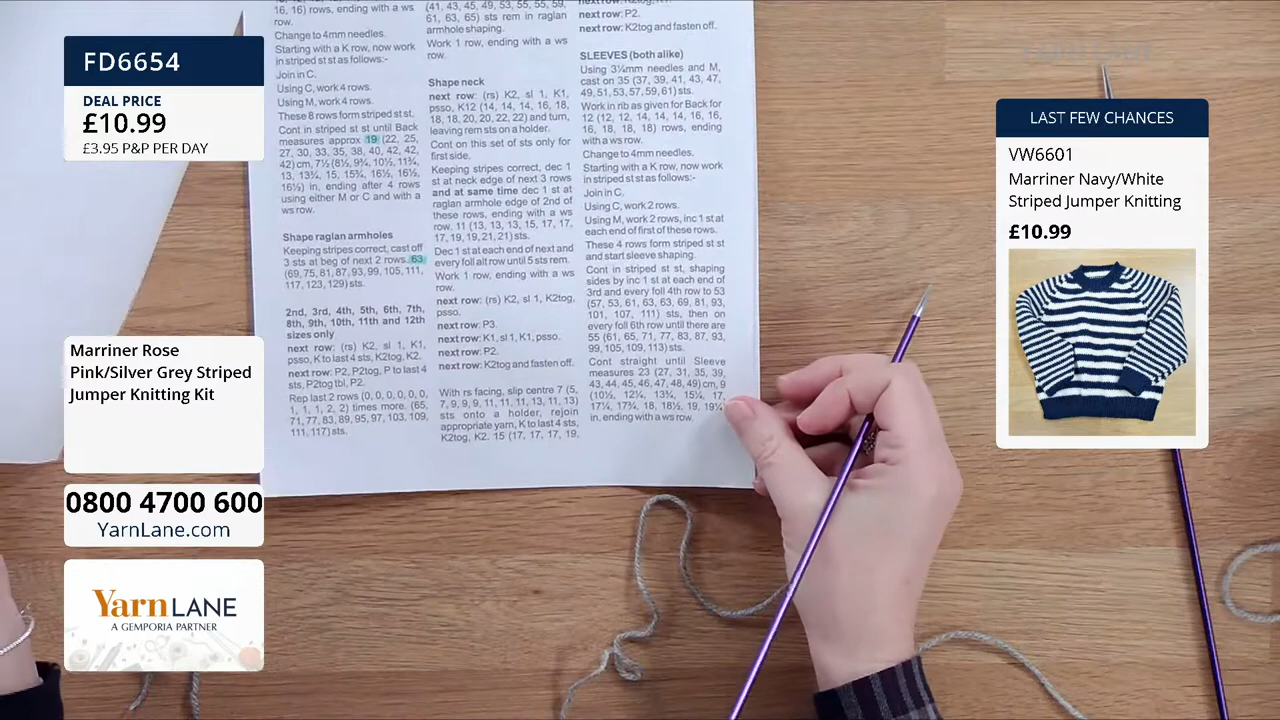 FD6654
DEAL PRICE
£10.99
£3.95 P&P PER DAY
Marriner Rose
Pink/Silver Grey Striped
Jumper Knitting Kit
0800 4700 600
YarnLane.com
YarnLANE
A GEMPORIA PARTNER
16, 16) rows, ending with a ws
row.
Change to 4mm needles.
Starting with a K row, now work
in striped st st as follows:-
Join in C.
Using C, work 4 rows.
Using M, work 4 rows.
These 8 rows form striped st st.
Cont in striped st st until Back
measures approx 19 (22, 25,
27, 30, 33, 35, 38, 40, 42, 42,
42) cm, 7½ (8½, 9¾, 10½, 11¾,
13, 13¾, 15, 15¾, 16½, 16½,
16½) in, ending after 4 rows
using either M or C and with a
ws row.
Shape raglan armholes
Keeping stripes correct, cast off
3 sts at beg of next 2 rows. 63
(69, 75, 81, 87, 93, 99, 105, 111,
117, 123, 129) sts.
2nd, 3rd, 4th, 5th, 6th, 7th,
8th, 9th, 10th, 11th and 12th
sizes only
next row: (rs) K2, sl 1, K1,
psso, K to last 4 sts, K2tog, K2.
next row: P2, P2tog, P to last 4
sts, P2tog tbl, P2.
Rep last 2 rows (0, 0, 0, 0, 0,
1, 1, 1, 2, 2) times more. (65,
71, 77, 83, 89, 95, 97, 103, 109,
111, 117) sts.
(41, 43, 45, 49, 53, 55, 55, 59,
61, 63, 65) sts rem in raglan
armhole shaping.
Work 1 row, ending with a ws
row.
Shape neck
next row: (rs) K2, sl 1, K1,
psso, K12 (14, 14, 14, 16, 18,
18, 18, 20, 20, 22, 22) and turn,
leaving rem sts on a holder.
Cont on this set of sts only for
first side.
Keeping stripes correct, dec 1
st at neck edge of next 3 rows
and at same time dec 1 st at
raglan armhole edge of 2nd of
these rows, ending with a ws
row. 11 (13, 13, 13, 15, 17, 17,
17, 19, 19, 21, 21) sts.
Dec 1 st at each end of next and
every foll alt row until 5 sts rem.
Work 1 row, ending with a ws
row.
next row: (rs) K2, sl 1, K2tog,
psso.
next row: P3.
next row: K1, sl 1, K1, psso.
next row: P2.
next row: K2tog and fasten off.
With rs facing, slip centre 7 (5,
7, 9, 9, 9, 11, 11, 11, 13, 11, 13)
sts onto a holder, rejoin
appropriate yarn, K to last 4 sts,
K2tog, K2. 15 (17, 17, 17, 19,
next row: P2.
next row: K2tog and fasten off.
SLEEVES (both alike)
Using 3¼mm needles and M,
cast on 35 (37, 39, 41, 43, 47,
49, 51, 53, 57, 59, 61) sts.
Work in rib as given for Back for
12 (12, 12, 14, 14, 14, 16, 16,
16, 18, 18, 18) rows, ending
with a ws row.
Change to 4mm needles.
Starting with a K row, now work
in striped st st as follows:-
Join in C.
Using C, work 2 rows.
Using M, work 2 rows, inc 1 st at
each end of first of these rows.
These 4 rows form striped st st
and start sleeve shaping.
Cont in striped st st, shaping
sides by inc 1 st at each end of
3rd and every foll 4th row to 53
(57, 53, 61, 63, 63, 69, 81, 93,
101, 107, 111) sts, then on
every foll 6th row until there are
55 (61, 65, 71, 77, 83, 87, 93,
99, 105, 109, 113) sts.
Cont straight until Sleeve
measures 23 (27, 31, 35, 39,
43, 44, 45, 46, 47, 48, 49) cm, 9
(10½, 12¼, 13¾, 15¼, 17,
17¼, 17¾, 18, 18½, 19, 19¼)
in, ending with a ws row.
LAST FEW CHANCES
VW6601
Marriner Navy/White
Striped Jumper Knitting
£10.99